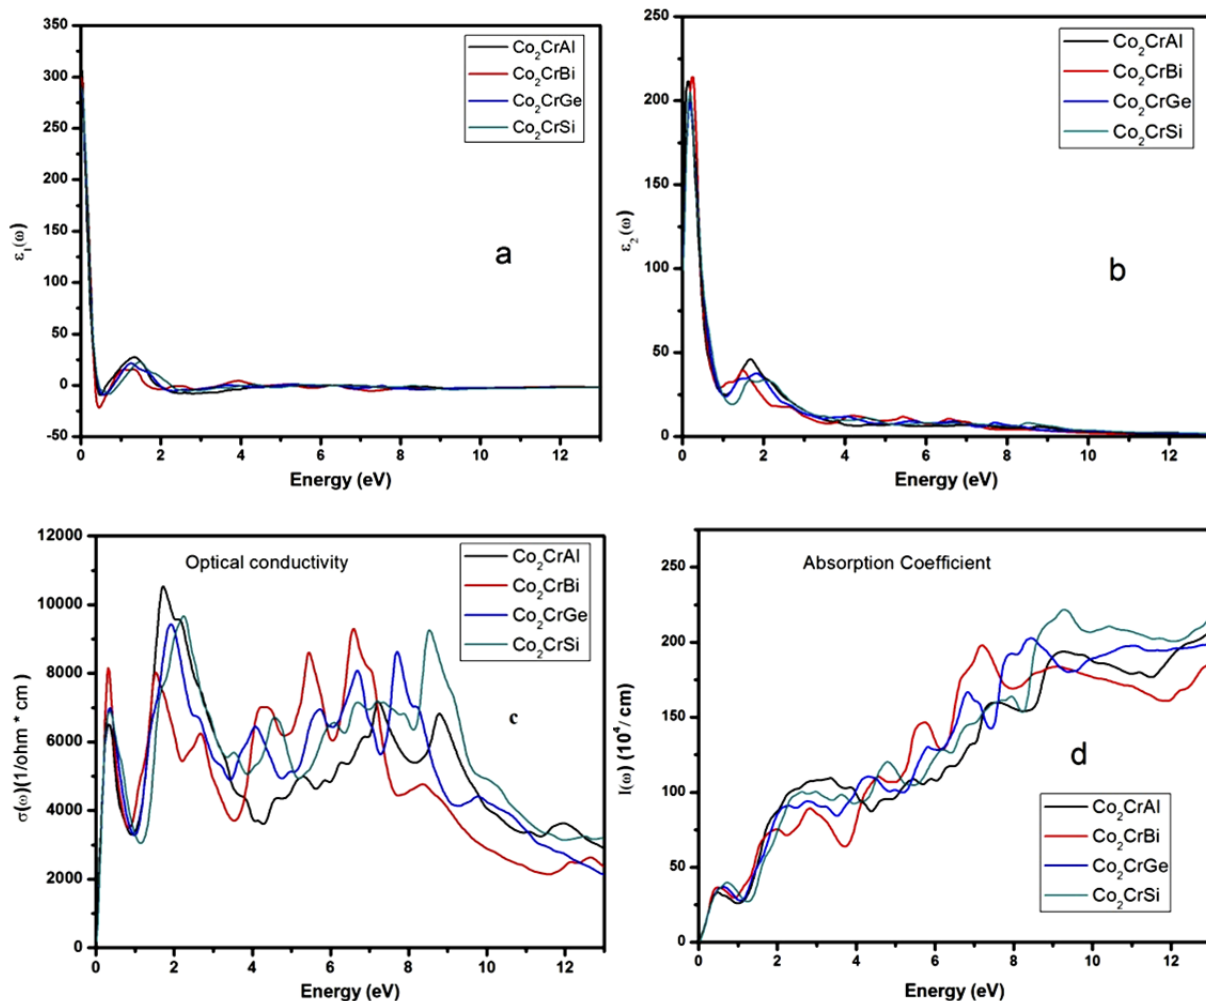 350
300
250
200
150
100
50
0
-50
ε₁(ω)
Co₂CrAl
Co₂CrBi
Co₂CrGe
Co₂CrSi
a
0 2 4 6 8 10 12
Energy (eV)
250
200
150
100
50
0
ε₂(ω)
Co₂CrAl
Co₂CrBi
Co₂CrGe
Co₂CrSi
b
0 2 4 6 8 10 12
Energy (eV)
12000
10000
8000
6000
4000
2000
0
σ(ω)(1/ohm * cm)
Optical conductivity
Co₂CrAl
Co₂CrBi
Co₂CrGe
Co₂CrSi
c
0 2 4 6 8 10 12
Energy (eV)
250
200
150
100
50
0
I(ω) (10⁴/ cm)
Absorption Coefficient
d
Co₂CrAl
Co₂CrBi
Co₂CrGe
Co₂CrSi
0 2 4 6 8 10 12
Energy (eV)